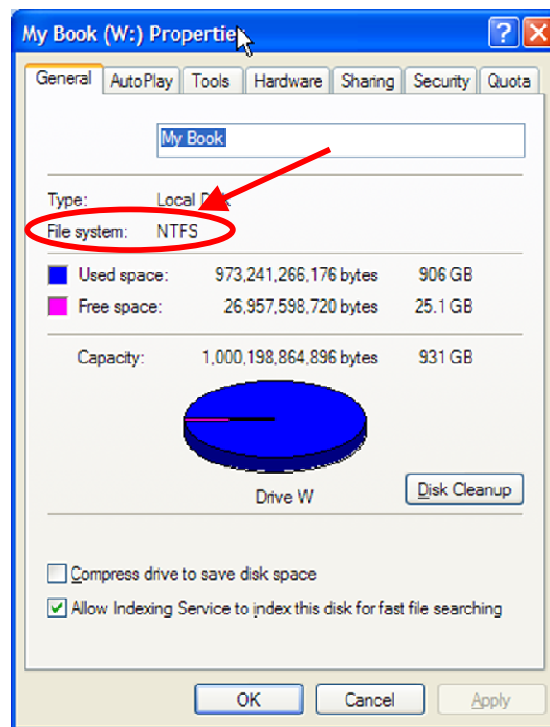 My Book (W:) Properties
General AutoPlay Tools Hardware Sharing Security Quota
My Book
Type: Local Disk
File system: NTFS
Used space: 973,241,266,176 bytes 906 GB
Free space: 26,957,598,720 bytes 25.1 GB
Capacity: 1,000,198,864,896 bytes 931 GB
Drive W
Disk Cleanup
Compress drive to save disk space
Allow Indexing Service to index this disk for fast file searching
OK Cancel Apply